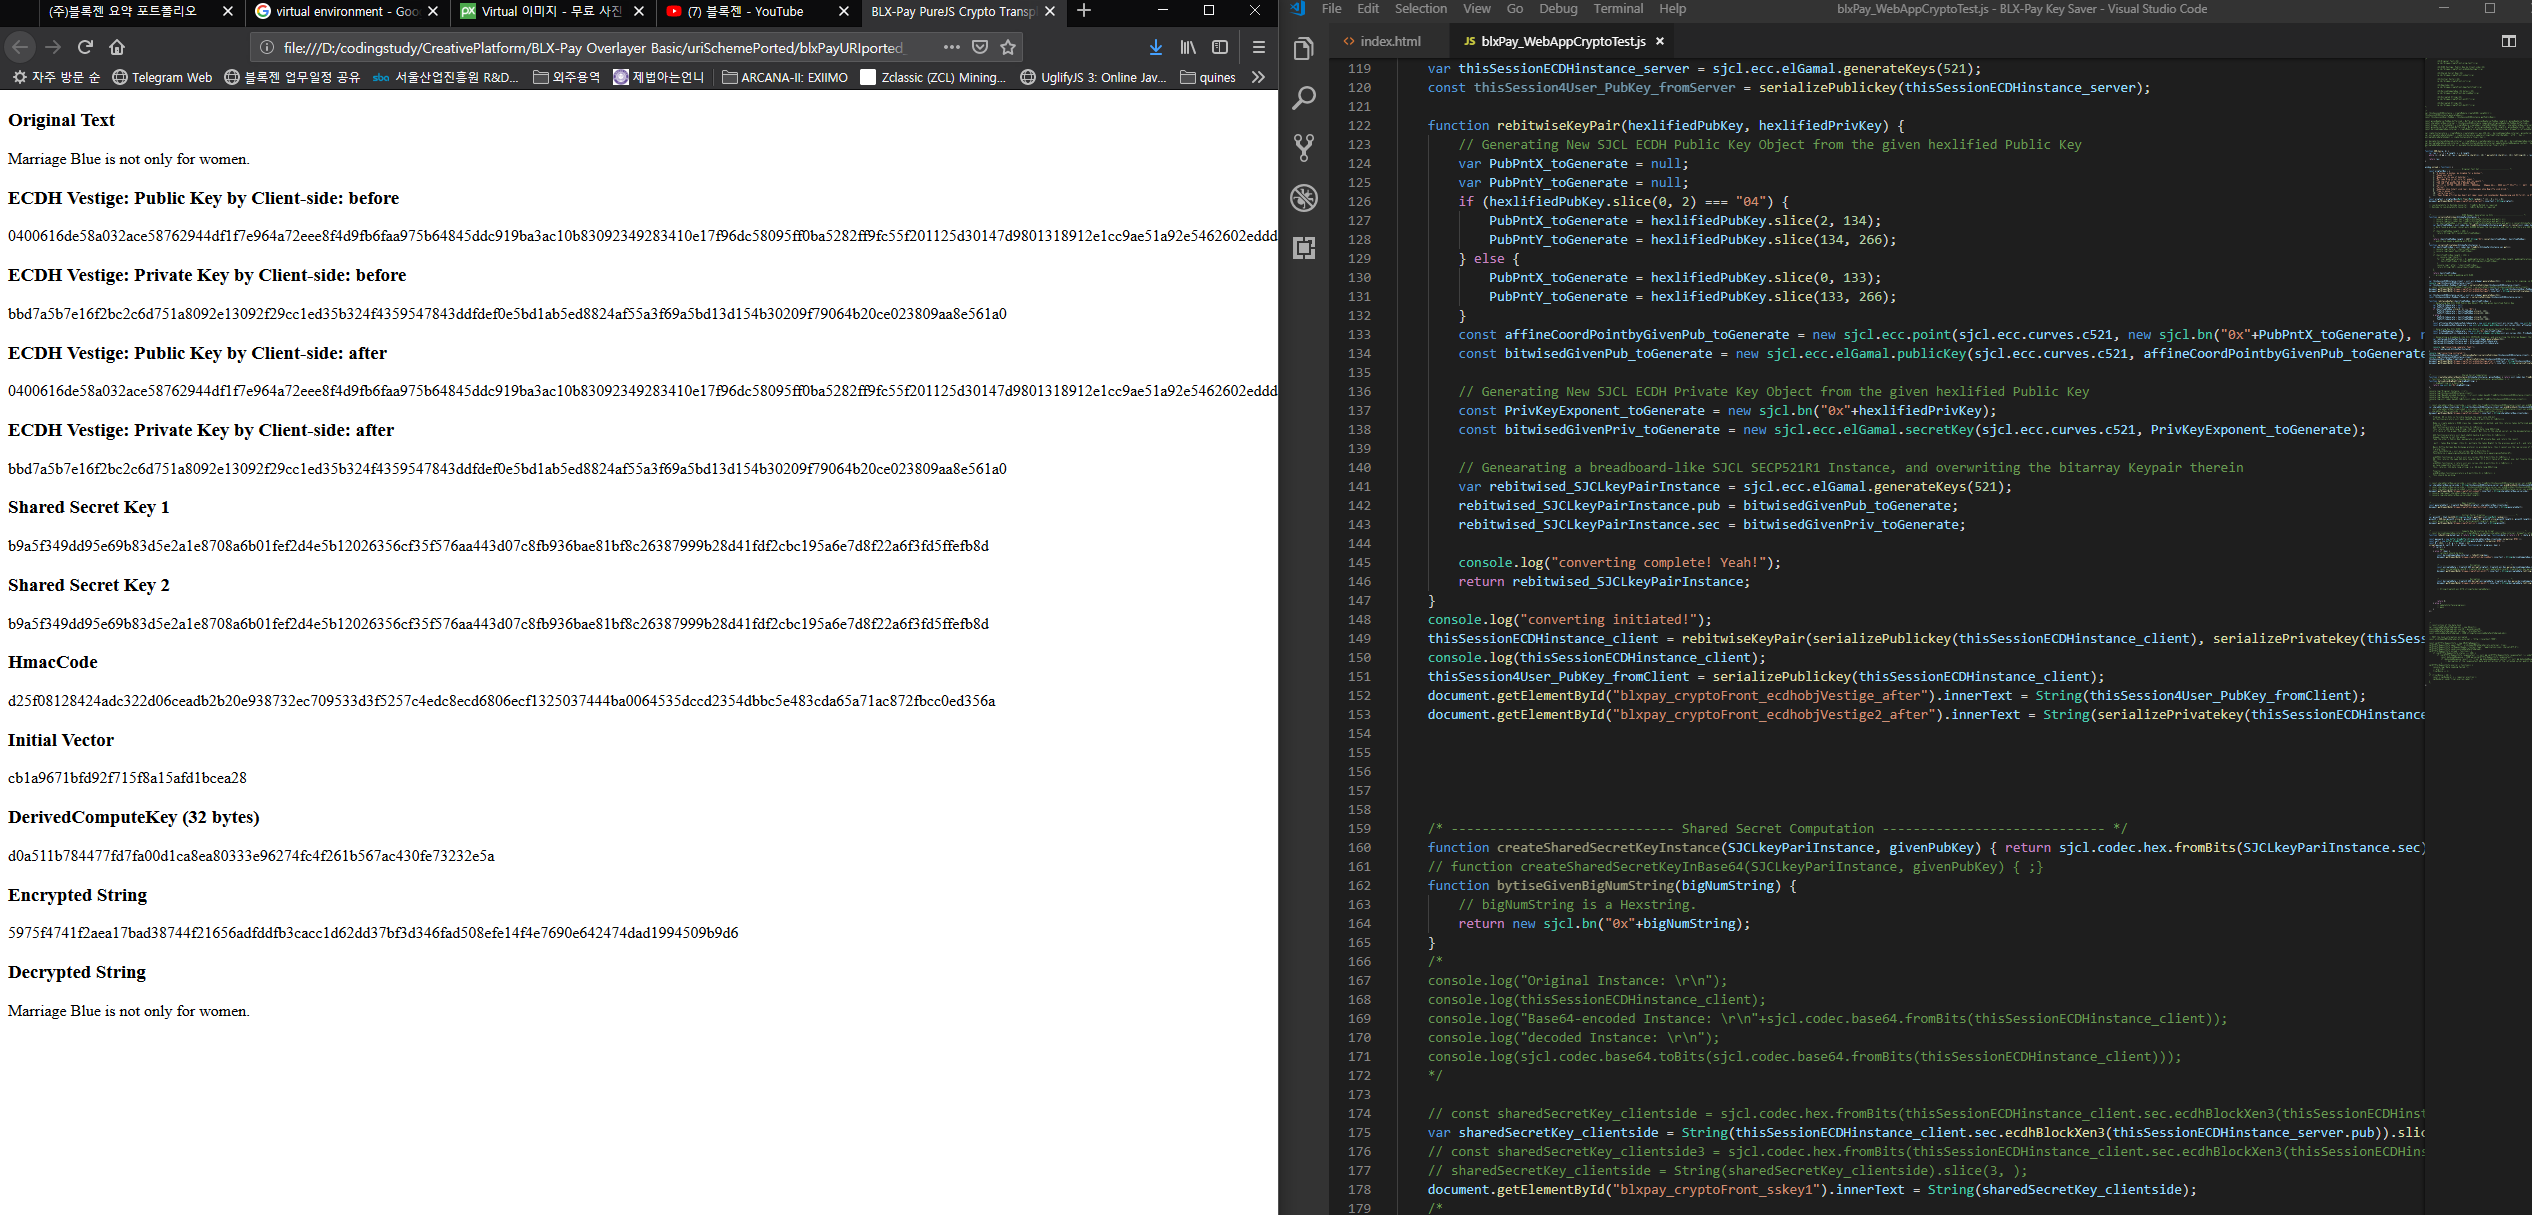 (주)블록젠 요약 포트폴리오
virtual environment - Goo
Virtual 이미지 - 무료 사진
(7) 블록젠 - YouTube
BLX-Pay PureJS Crypto Transpl
file:///D:/codingstudy/CreativePlatform/BLX-Pay Overlayer Basic/uriSchemePorted/blxPayURIported_
자주 방문 순
Telegram Web
블록젠 업무일정 공유
sba 서울산업진흥원 R&D...
외주용역
제법아는언니
ARCANA-II: EXIIMO
Zclassic (ZCL) Mining...
UglifyJS 3: Online Jav...
quines
Original Text
Marriage Blue is not only for women.
ECDH Vestige: Public Key by Client-side: before
0400616de58a032ace58762944df1f7e964a72eee8f4d9fb6faa975b64845ddc919ba3ac10b83092349283410e17f96dc58095ff0ba5282ff9fc55f201125d30147d9801318912e1cc9ae51a92e5462602eddd
ECDH Vestige: Private Key by Client-side: before
bbd7a5b7e16f2bc2c6d751a8092e13092f29cc1ed35b324f4359547843ddfdef0e5bd1ab5ed8824af55a3f69a5bd13d154b30209f79064b20ce023809aa8e561a0
ECDH Vestige: Public Key by Client-side: after
0400616de58a032ace58762944df1f7e964a72eee8f4d9fb6faa975b64845ddc919ba3ac10b83092349283410e17f96dc58095ff0ba5282ff9fc55f201125d30147d9801318912e1cc9ae51a92e5462602eddd
ECDH Vestige: Private Key by Client-side: after
bbd7a5b7e16f2bc2c6d751a8092e13092f29cc1ed35b324f4359547843ddfdef0e5bd1ab5ed8824af55a3f69a5bd13d154b30209f79064b20ce023809aa8e561a0
Shared Secret Key 1
b9a5f349dd95e69b83d5e2a1e8708a6b01fef2d4e5b12026356cf35f576aa443d07c8fb936bae81bf8c26387999b28d41fdf2cbc195a6e7d8f22a6f3fd5ffefb8d
Shared Secret Key 2
b9a5f349dd95e69b83d5e2a1e8708a6b01fef2d4e5b12026356cf35f576aa443d07c8fb936bae81bf8c26387999b28d41fdf2cbc195a6e7d8f22a6f3fd5ffefb8d
HmacCode
d25f08128424adc322d06ceadb2b20e938732ec709533d3f5257c4edc8ecd6806ecf1325037444ba0064535dccd2354dbbc5e483cda65a71ac872fbcc0ed356a
Initial Vector
cb1a9671bfd92f715f8a15afd1bcea28
DerivedComputeKey (32 bytes)
d0a511b784477fd7fa00d1ca8ea80333e96274fc4f261b567ac430fe73232e5a
Encrypted String
5975f4741f2aea17bad38744f21656adfddfb3cacc1d62dd37bf3d346fad508efe14f4e7690e642474dad1994509b9d6
Decrypted String
Marriage Blue is not only for women.
File Edit Selection View Go Debug Terminal Help
blxPay_WebAppCryptoTest.js - BLX-Pay Key Saver - Visual Studio Code
<> index.html
JS blxPay_WebAppCryptoTest.js
119 var thisSessionECDHinstance_server = sjcl.ecc.elGamal.generateKeys(521);
120 const thisSession4User_PubKey_fromServer = serializePublickey(thisSessionECDHinstance_server);
121
122 function rebitwiseKeyPair(hexlifiedPubKey, hexlifiedPrivKey) {
123 // Generating New SJCL ECDH Public Key Object from the given hexlified Public Key
124 var PubPntX_toGenerate = null;
125 var PubPntY_toGenerate = null;
126 if (hexlifiedPubKey.slice(0, 2) === "04") {
127 PubPntX_toGenerate = hexlifiedPubKey.slice(2, 134);
128 PubPntY_toGenerate = hexlifiedPubKey.slice(134, 266);
129 } else {
130 PubPntX_toGenerate = hexlifiedPubKey.slice(0, 133);
131 PubPntY_toGenerate = hexlifiedPubKey.slice(133, 266);
132 }
133 const affineCoordPointbyGivenPub_toGenerate = new sjcl.ecc.point(sjcl.ecc.curves.c521, new sjcl.bn("0x"+PubPntX_toGenerate), n
134 const bitwisedGivenPub_toGenerate = new sjcl.ecc.elGamal.publicKey(sjcl.ecc.curves.c521, affineCoordPointbyGivenPub_toGenerate
135
136 // Generating New SJCL ECDH Private Key Object from the given hexlified Public Key
137 const PrivKeyExponent_toGenerate = new sjcl.bn("0x"+hexlifiedPrivKey);
138 const bitwisedGivenPriv_toGenerate = new sjcl.ecc.elGamal.secretKey(sjcl.ecc.curves.c521, PrivKeyExponent_toGenerate);
139
140 // Genearating a breadboard-like SJCL SECP521R1 Instance, and overwriting the bitarray Keypair therein
141 var rebitwised_SJCLkeyPairInstance = sjcl.ecc.elGamal.generateKeys(521);
142 rebitwised_SJCLkeyPairInstance.pub = bitwisedGivenPub_toGenerate;
143 rebitwised_SJCLkeyPairInstance.sec = bitwisedGivenPriv_toGenerate;
144
145 console.log("converting complete! Yeah!");
146 return rebitwised_SJCLkeyPairInstance;
147 }
148 console.log("converting initiated!");
149 thisSessionECDHinstance_client = rebitwiseKeyPair(serializePublickey(thisSessionECDHinstance_client), serializePrivatekey(thisSes
150 console.log(thisSessionECDHinstance_client);
151 thisSession4User_PubKey_fromClient = serializePublickey(thisSessionECDHinstance_client);
152 document.getElementById("blxpay_cryptoFront_ecdhobjVestige_after").innerText = String(thisSession4User_PubKey_fromClient);
153 document.getElementById("blxpay_cryptoFront_ecdhobjVestige2_after").innerText = String(serializePrivatekey(thisSessionECDHinstance
154
155
156
157
158
159 /* ----------------------------- Shared Secret Computation ----------------------------- */
160 function createSharedSecretKeyInstance(SJCLkeyPariInstance, givenPubKey) { return sjcl.codec.hex.fromBits(SJCLkeyPariInstance.sec)
161 // function createSharedSecretKeyInBase64(SJCLkeyPariInstance, givenPubKey) { ;}
162 function bytiseGivenBigNumString(bigNumString) {
163 // bigNumString is a Hexstring.
164 return new sjcl.bn("0x"+bigNumString);
165 }
166 /*
167 console.log("Original Instance: \r\n");
168 console.log(thisSessionECDHinstance_client);
169 console.log("Base64-encoded Instance: \r\n"+sjcl.codec.base64.fromBits(thisSessionECDHinstance_client));
170 console.log("decoded Instance: \r\n");
171 console.log(sjcl.codec.base64.toBits(sjcl.codec.base64.fromBits(thisSessionECDHinstance_client)));
172 */
173
174 // const sharedSecretKey_clientside = sjcl.codec.hex.fromBits(thisSessionECDHinstance_client.sec.ecdhBlockXen3(thisSessionECDHinst
175 var sharedSecretKey_clientside = String(thisSessionECDHinstance_client.sec.ecdhBlockXen3(thisSessionECDHinstance_server.pub)).slic
176 // const sharedSecretKey_clientside3 = sjcl.codec.hex.fromBits(thisSessionECDHinstance_client.sec.ecdhBlockXen3(thisSessionECDHins
177 // sharedSecretKey_clientside = String(sharedSecretKey_clientside).slice(3, );
178 document.getElementById("blxpay_cryptoFront_sskey1").innerText = String(sharedSecretKey_clientside);
179 /*